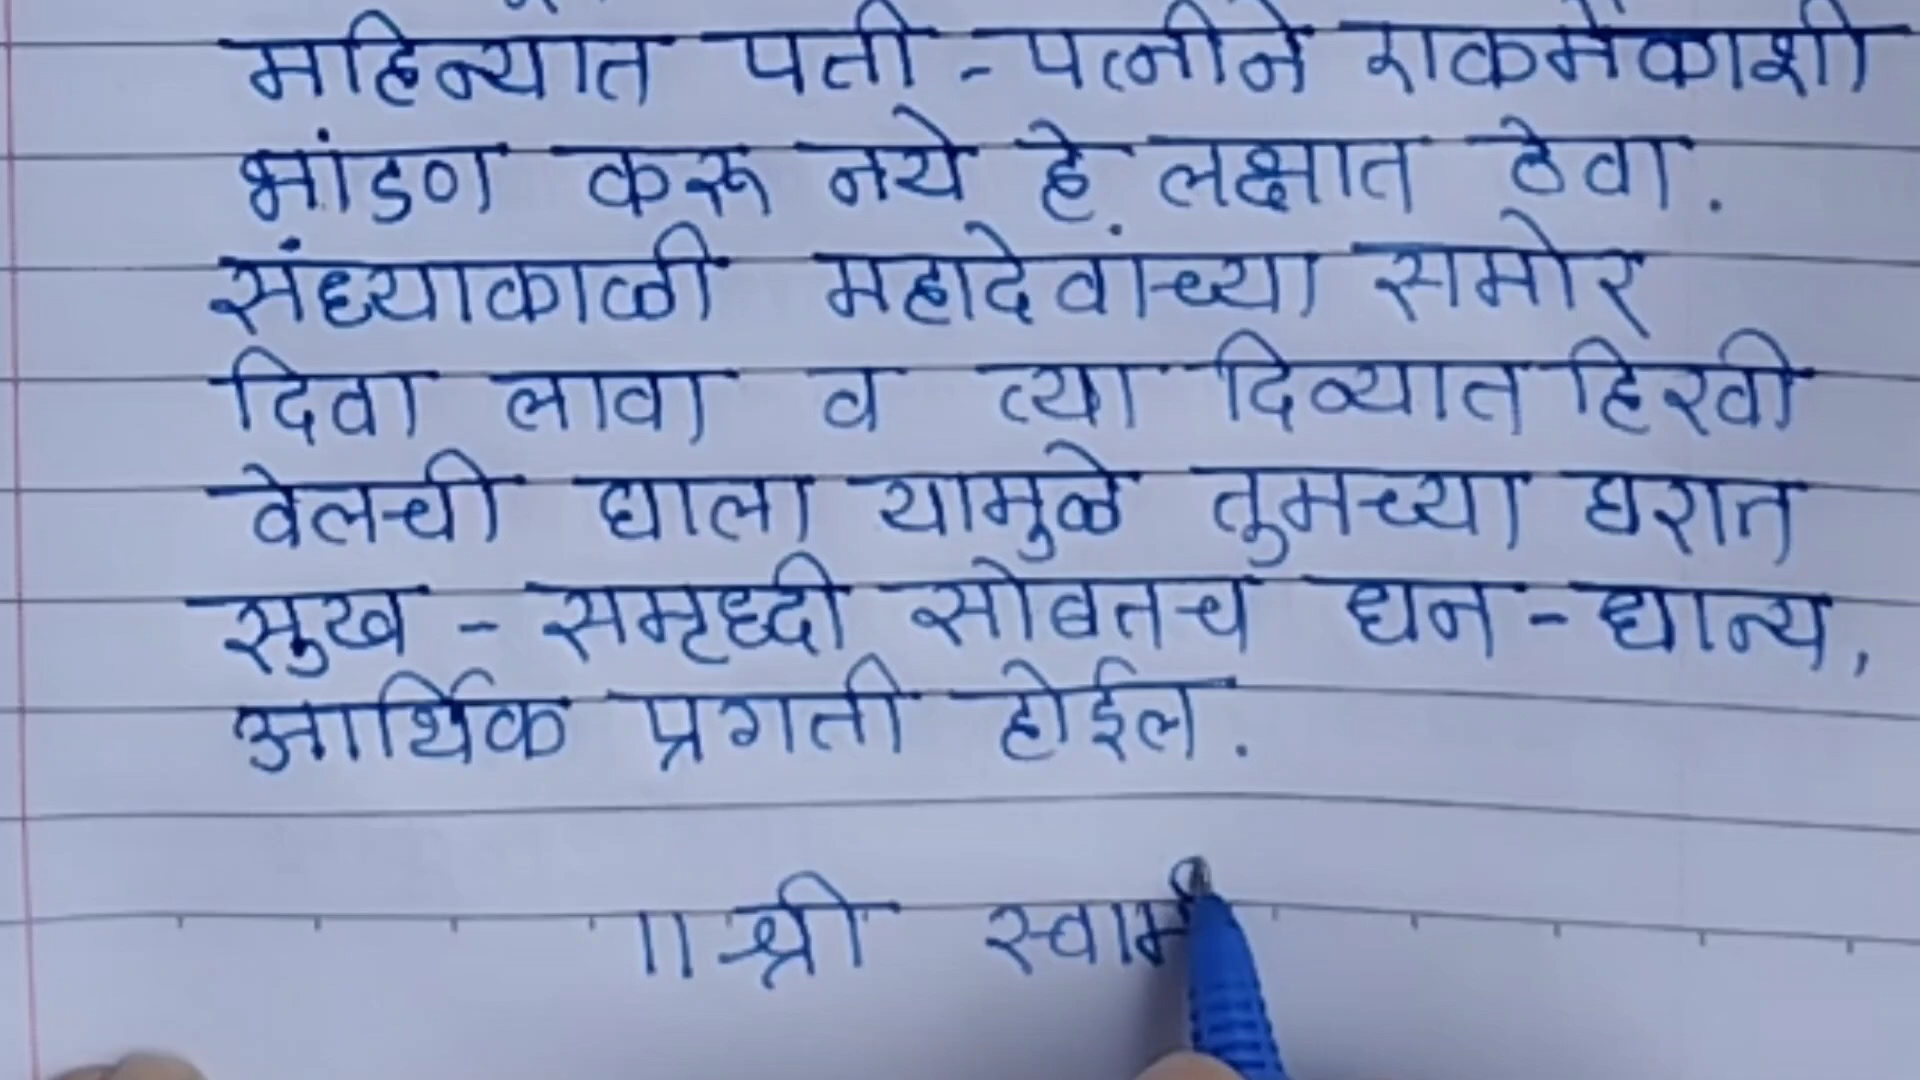 महिन्यात पती - पत्नीने एकमेकाशी
भांडण करू नये हे लक्षात ठेवा.
संध्याकाळी महादेवांच्या समोर
दिवा लावा व त्या दिव्यात हिरवी
वेलची घाला यामुळे तुमच्या घरात
सुख - समृध्दी सोबतच धन - धान्य,
आर्थिक प्रगती होईल.
॥ श्री स्वामी